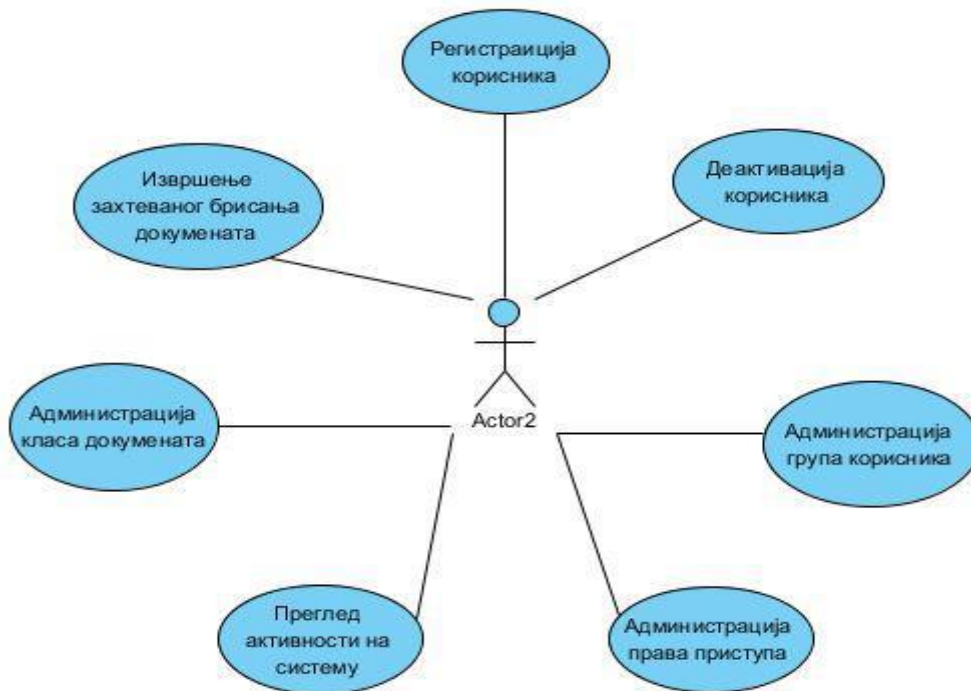 Регистраиција
корисника
Деактивација
корисника
Извршење
захтеваног брисања
докумената
Actor2
Администрација
класа докумената
Администрација
група корисника
Преглед
активности на
систему
Администрација
права приступа